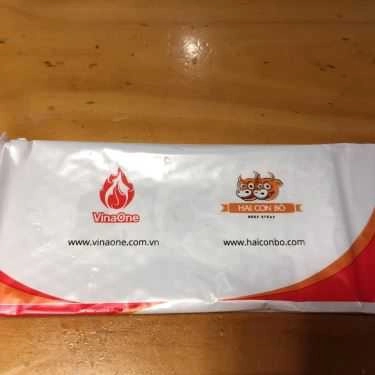 VinaOne
www.vinaone.com.vn
HAI CON BÒ
BEEF STEAK
www.haiconbo.com